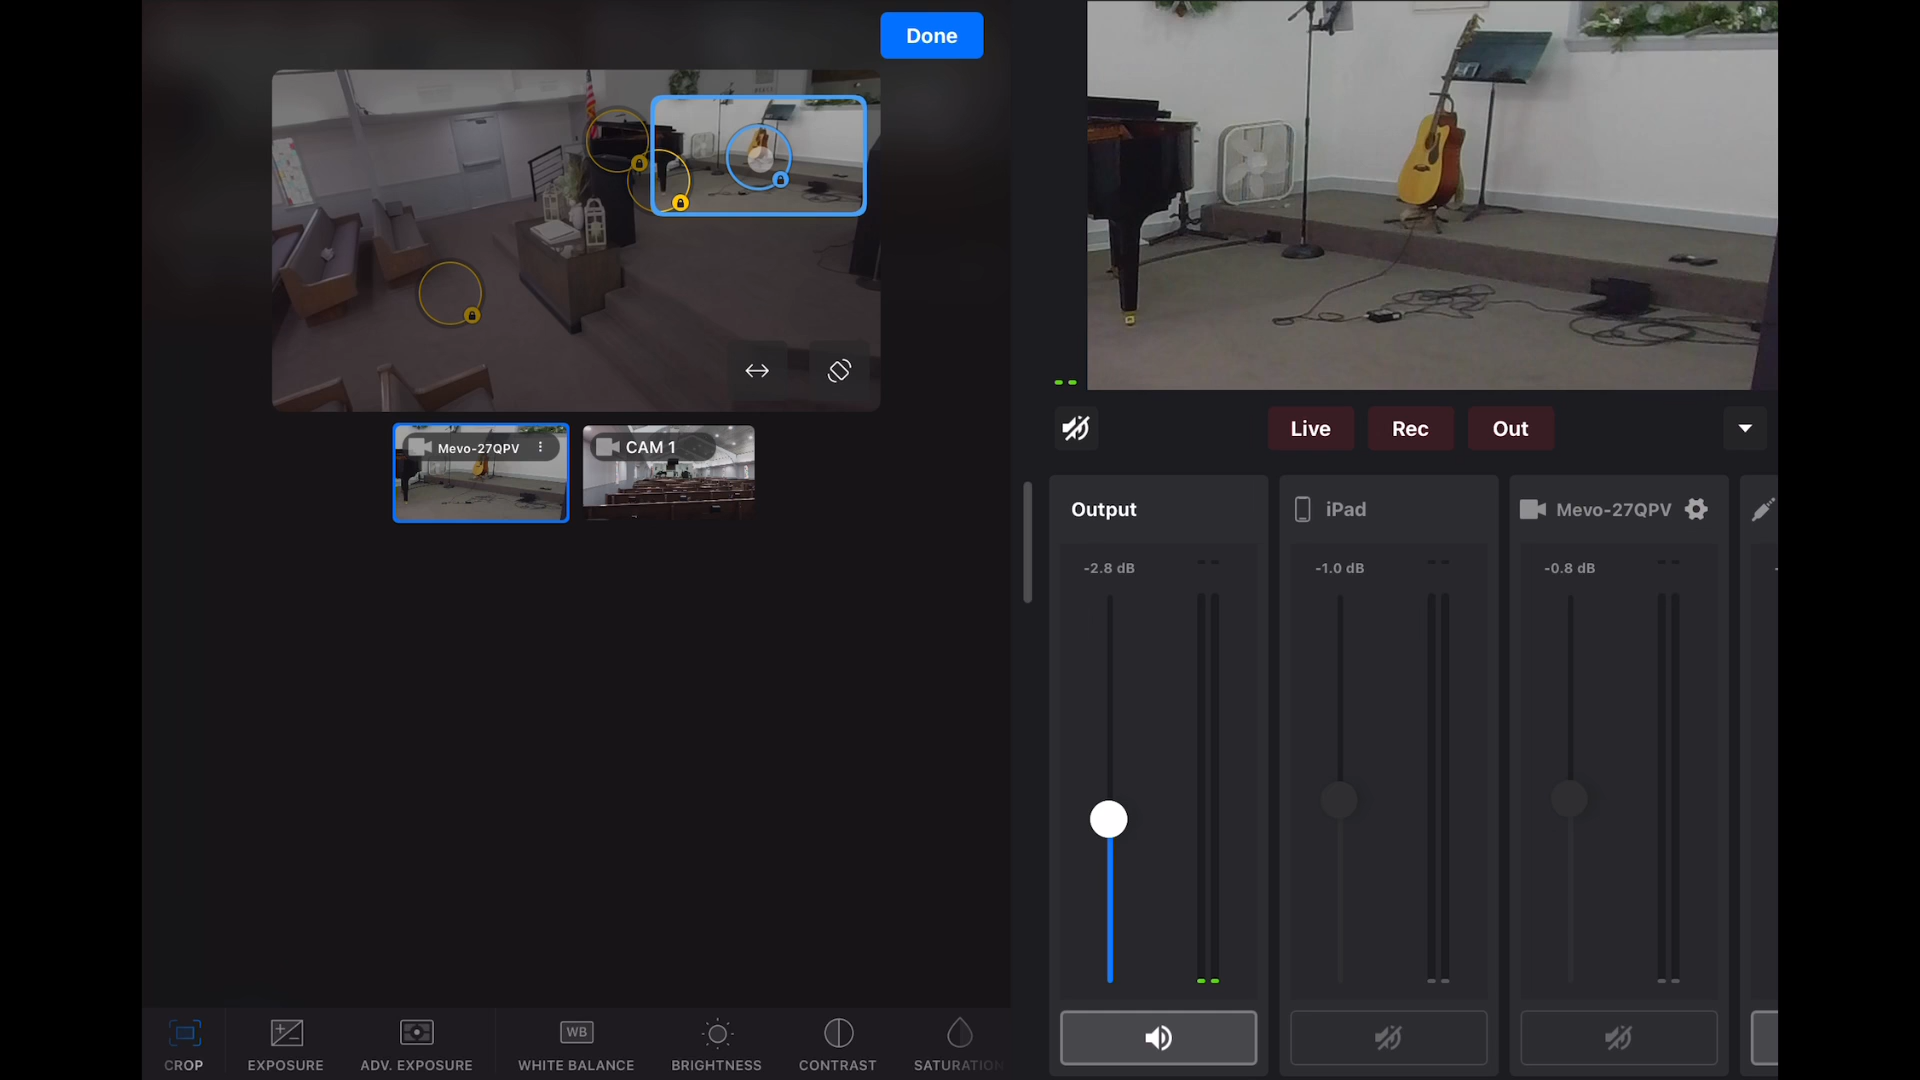 Done
Mevo-27QPV
CAM 1
Live
Rec
Out
Output
iPad
Mevo-27QPV
-2.8 dB
-1.0 dB
-0.8 dB
CROP
EXPOSURE
ADV. EXPOSURE
WB
WHITE BALANCE
BRIGHTNESS
CONTRAST
SATURATION